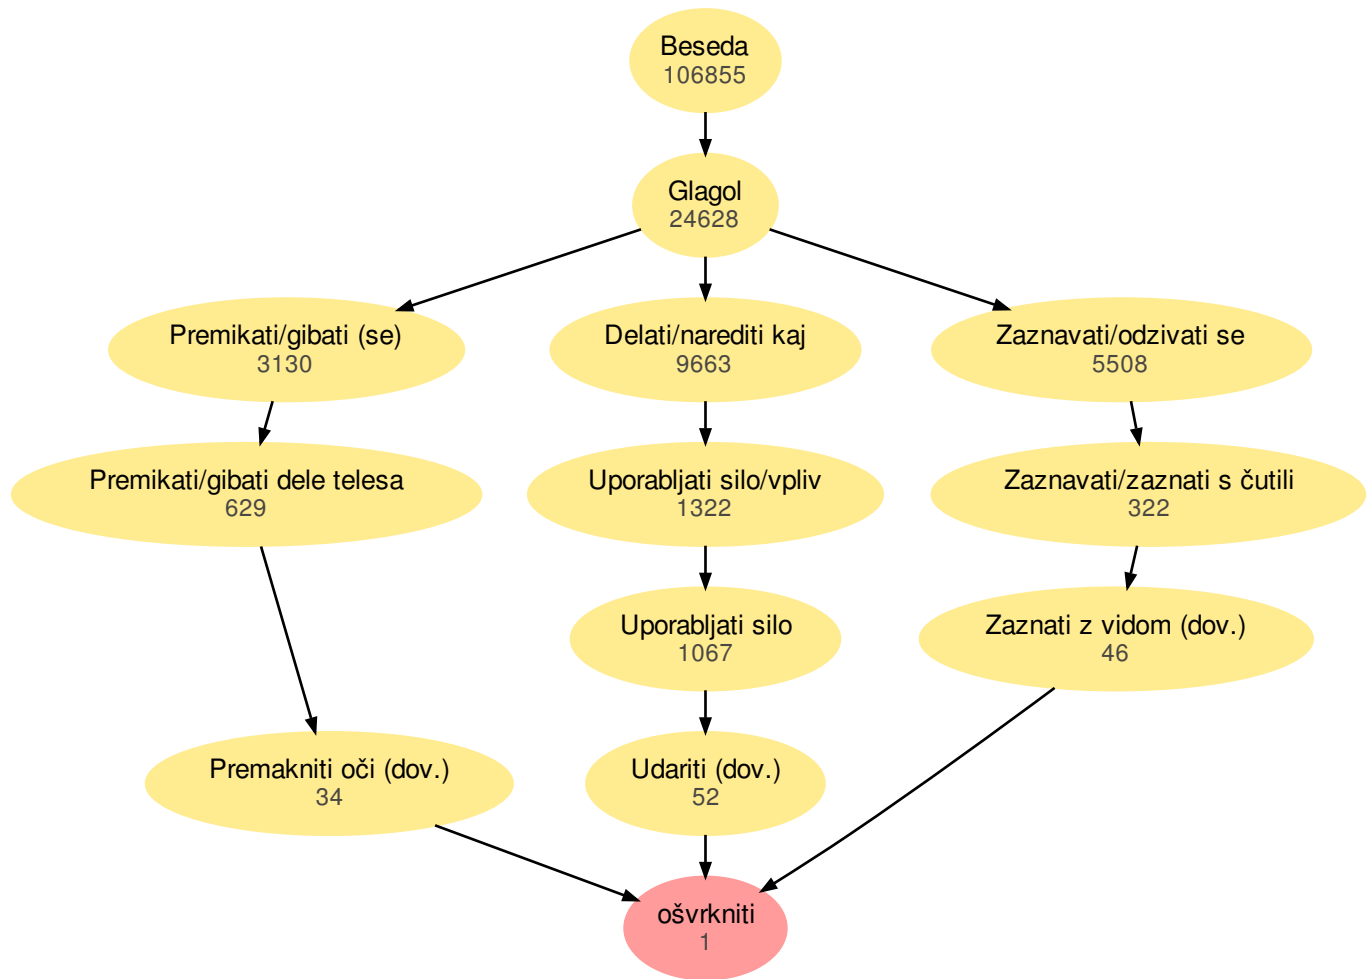 Beseda
106855
Glagol
24628
Premikati/gibati (se)
3130
Delati/narediti kaj
9663
Zaznavati/odzivati se
5508
Premikati/gibati dele telesa
629
Uporabljati silo/vpliv
1322
Zaznavati/zaznati s čutili
322
Uporabljati silo
1067
Zaznati z vidom (dov.)
46
Premakniti oči (dov.)
34
Udariti (dov.)
52
ošvrkniti
1